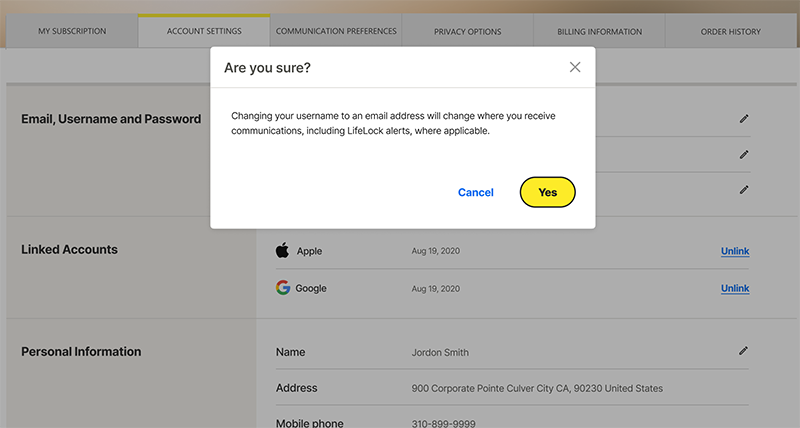 MY SUBSCRIPTION
ACCOUNT SETTINGS
COMMUNICATION PREFERENCES
PRIVACY OPTIONS
BILLING INFORMATION
ORDER HISTORY
Are you sure?
Changing your username to an email address will change where you receive
communications, including LifeLock alerts, where applicable.
Cancel
Yes
Email, Username and Password
Linked Accounts
Apple
Aug 19, 2020
Unlink
Google
Aug 19, 2020
Unlink
Personal Information
Name
Jordon Smith
Address
900 Corporate Pointe Culver City CA, 90230 United States
Mobile phone
310-899-9999